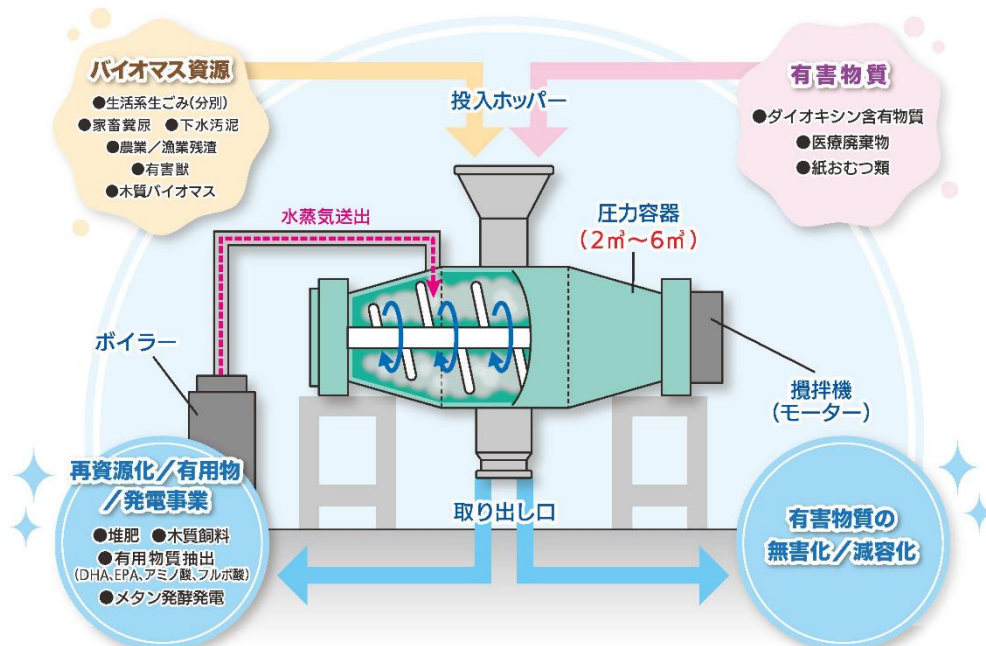 バイオマス資源
●生活系生ごみ(分別)
●家畜糞尿 ●下水汚泥
●農業／漁業残渣
●有害獣
●木質バイオマス
投入ホッパー
有害物質
●ダイオキシン含有物質
●医療廃棄物
●紙おむつ類
水蒸気送出
圧力容器
(2㎥～6㎥)
ボイラー
攪拌機
(モーター)
再資源化／有用物
／発電事業
●堆肥 ●木質飼料
●有用物質抽出
(DHA、EPA、アミノ酸、フルボ酸)
●メタン発酵発電
取り出し口
有害物質の
無害化／減容化